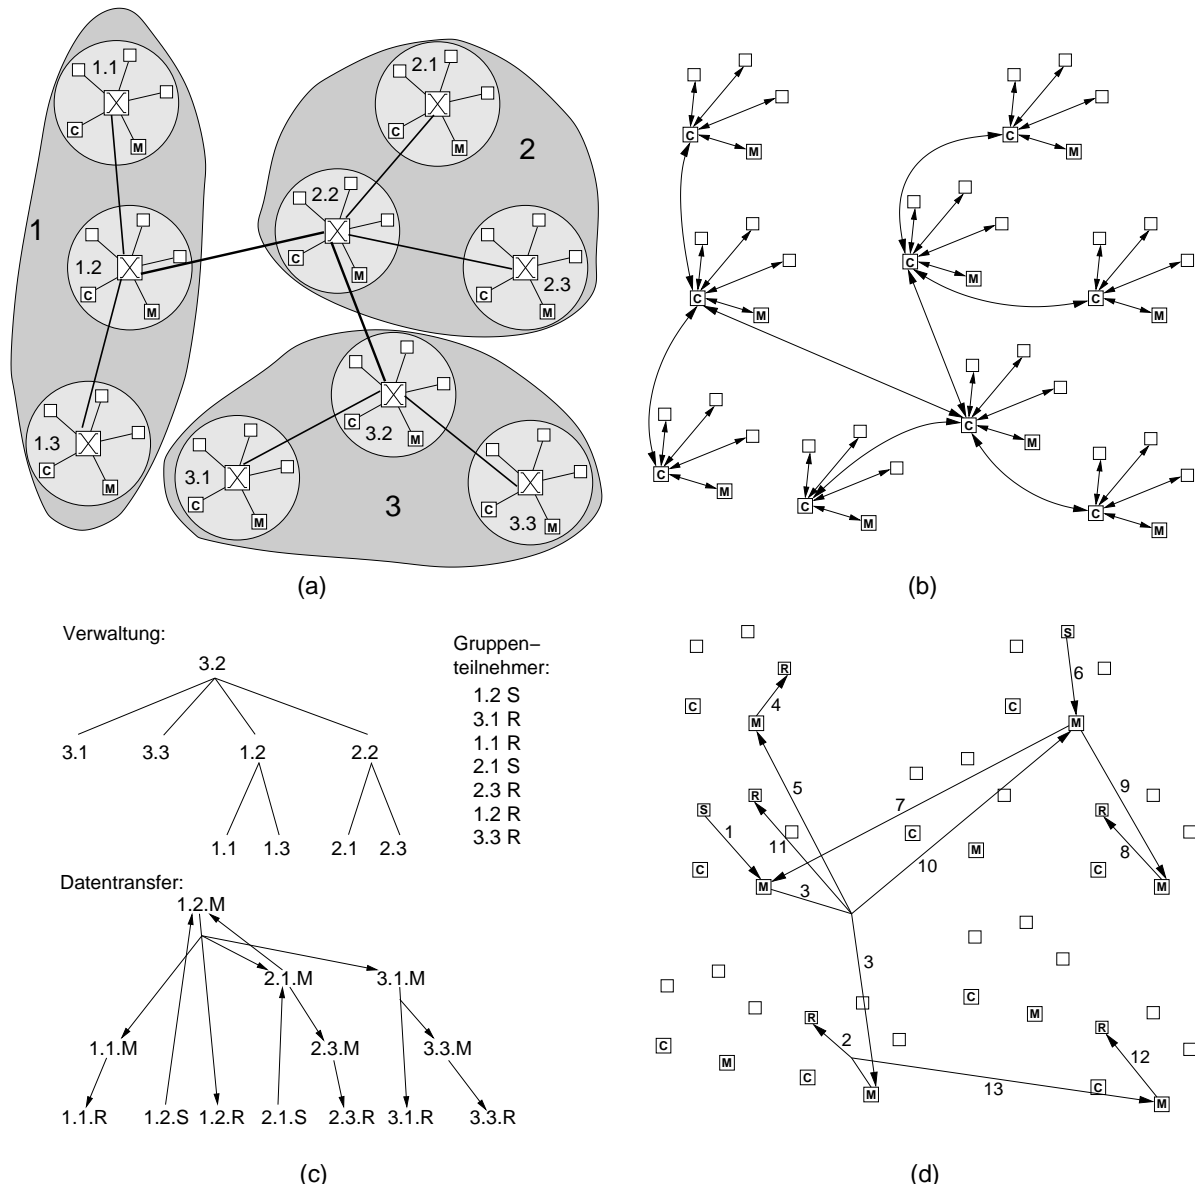 1.1
C
M
1
1.2
C
M
1.3
C
M
2.1
C
M
2
2.2
C
M
2.3
C
M
3.2
C
M
3.1
C
M
3
3.3
C
M
(a)
C
M
C
M
C
M
C
M
C
M
C
M
C
M
C
M
C
M
(b)
Verwaltung:
3.2
3.1 3.3 1.2 2.2
1.1 1.3 2.1 2.3
Gruppen–
teilnehmer:
1.2 S
3.1 R
1.1 R
2.1 S
2.3 R
1.2 R
3.3 R
Datentransfer:
1.2.M
2.1.M 3.1.M
1.1.M 2.3.M 3.3.M
1.1.R 1.2.S 1.2.R 2.1.S 2.3.R 3.1.R 3.3.R
(c)
S
R
6
C
4
C
M
M
5
9
S
R
7
R
1
11
C
8
C
10
M
C
M
3
M
3
C
R
M
R
C
2
12
M
C
13
C
M
M
(d)